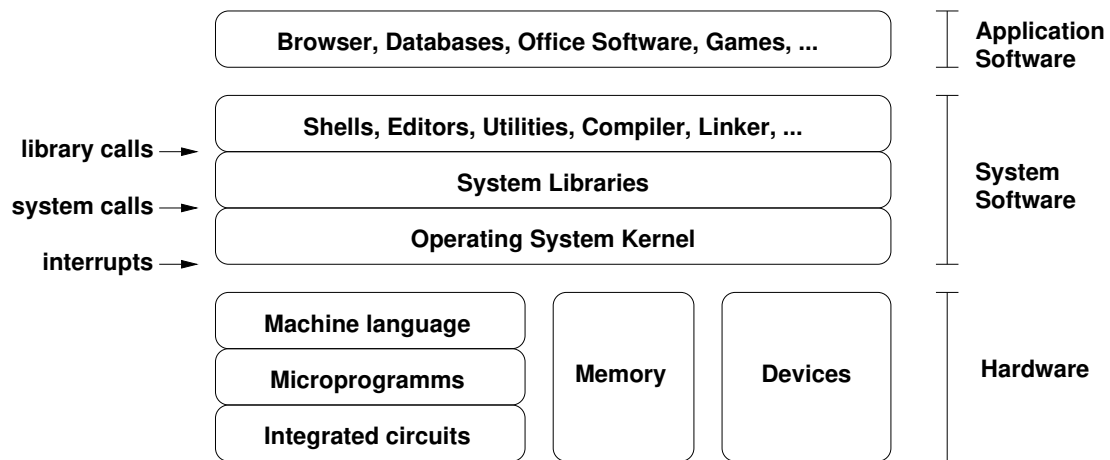 Browser, Databases, Office Software, Games, ...
Application
Software
Shells, Editors, Utilities, Compiler, Linker, ...
library calls
System Libraries
System
Software
system calls
Operating System Kernel
interrupts
Machine language
Microprogramms
Memory
Devices
Hardware
Integrated circuits